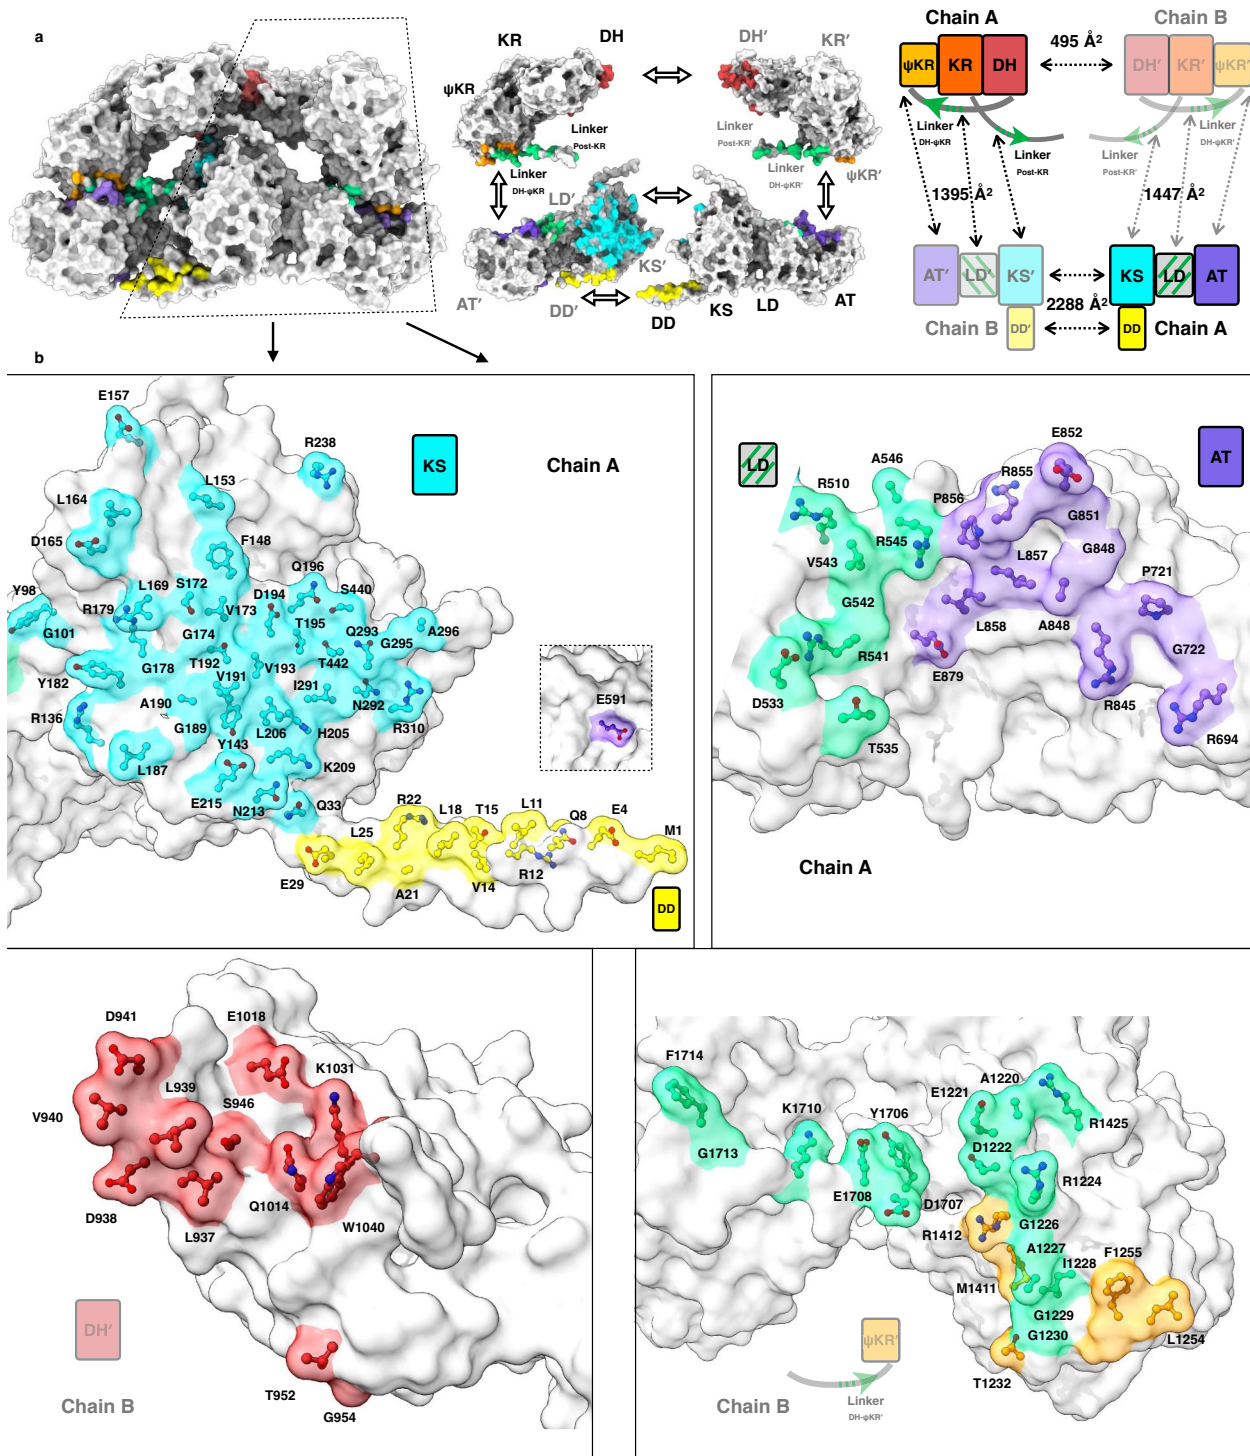 a
KR
DH
ψKR
Linker
Post-KR
Linker
DH-ψKR
DH′
KR′
Linker
Post-KR′
Linker
DH-ψKR′
ψKR′
LD′
KS′
AT′
DD′
DD
KS
LD
AT
Chain A
Chain B
ψKR
KR
DH
495 Å²
DH′
KR′
ψKR′
Linker
DH-ψKR
Linker
Post-KR
Linker
Post-KR′
Linker
DH-ψKR′
1395 Å²
1447 Å²
AT′
LD′
KS′
KS
LD
AT
2288 Å²
Chain B
DD′
DD
Chain A
b
E157
R238
KS
Chain A
L153
L164
D165
F148
Q196
S440
D194
L169
S172
Y98
R179
V173
T195
Q293
A296
G101
G174
G295
T192
V193
T442
Y182
G178
V191
I291
N292
A190
R136
G189
L206
H205
R310
Y143
L187
K209
E215
N213
Q33
E591
R22
L18
T15
L11
Q8
E4
M1
L25
E29
A21
V14
R12
DD
LD
AT
E852
A546
R855
R510
P856
G851
R545
G848
V543
L857
P721
G542
L858
A848
G722
R541
E879
D533
R845
T535
R694
Chain A
D941
E1018
K1031
L939
S946
V940
D938
Q1014
W1040
L937
DH′
T952
G954
Chain B
F1714
A1220
E1221
K1710
Y1706
R1425
G1713
D1222
E1708
R1224
D1707
R1412
G1226
A1227
F1255
I1228
M1411
G1229
G1230
L1254
T1232
ψKR′
Chain B
Linker
DH-ψKR′